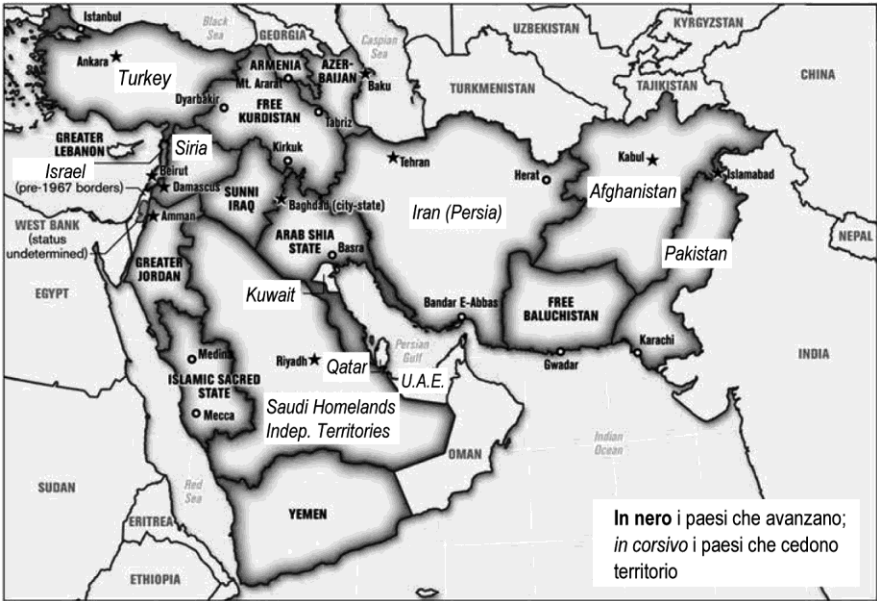 Istanbul
Black
Sea
GEORGIA
Caspian
Sea
UZBEKISTAN
KYRGYZSTAN
Ankara
Turkey
ARMENIA
Mt. Ararat
AZER-
BAIJAN
Baku
TURKMENISTAN
TAJIKISTAN
CHINA
Dyarbakir
FREE
KURDISTAN
Tabriz
GREATER
LEBANON
Siria
Kirkuk
Tehran
Herat
Kabul
Islamabad
Israel
(pre-1967 borders)
Beirut
Damascus
SUNNI
IRAQ
Baghdad (city-state)
Iran (Persia)
Afghanistan
WEST BANK
(status
undetermined)
Amman
ARAB SHIA
STATE
Basra
Pakistan
NEPAL
EGYPT
GREATER
JORDAN
Kuwait
Bandar E-Abbas
FREE
BALUCHISTAN
Karachi
Gwadar
INDIA
Medina
Riyadh
Qatar
Persian
Gulf
U.A.E.
ISLAMIC SACRED
STATE
Mecca
Saudi Homelands
Indep. Territories
OMAN
Indian
Ocean
SUDAN
Red
Sea
YEMEN
ERITREA
ETHIOPIA
In nero i paesi che avanzano;
in corsivo i paesi che cedono
territorio